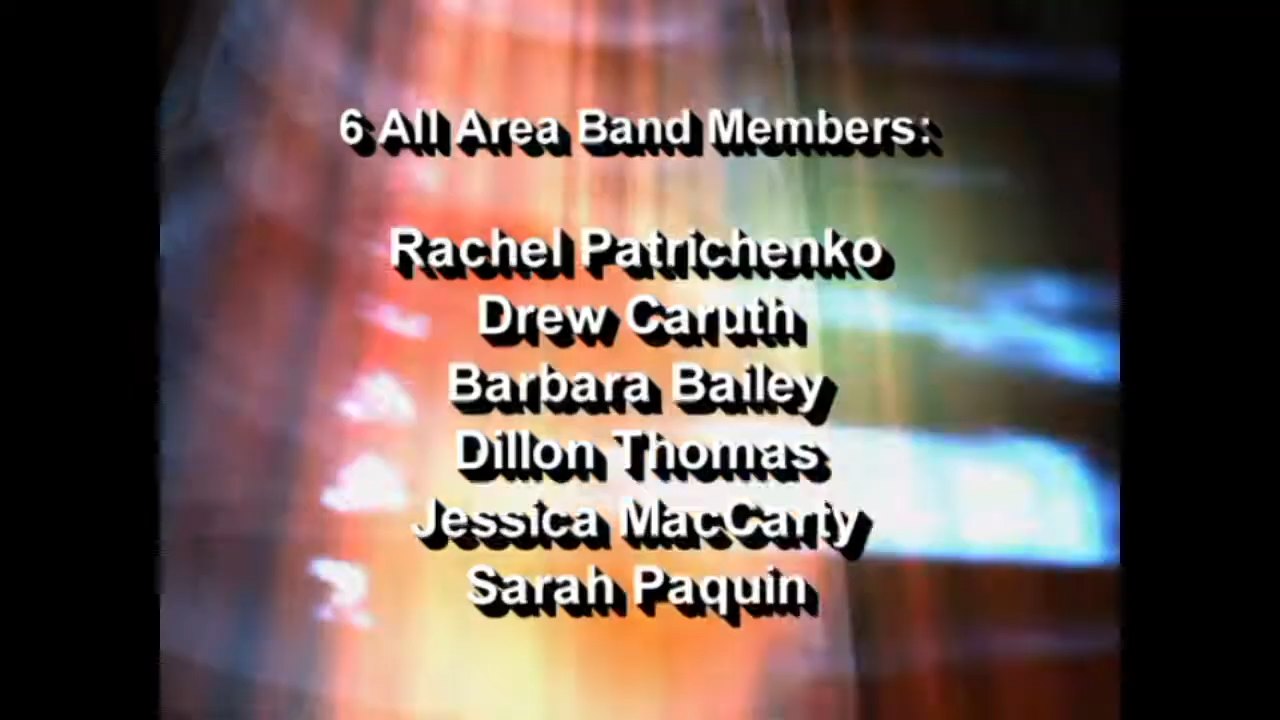 6 All Area Band Members:
Rachel Patrichenko
Drew Caruth
Barbara Bailey
Dillon Thomas
Jessica MacCarty
Sarah Paquin